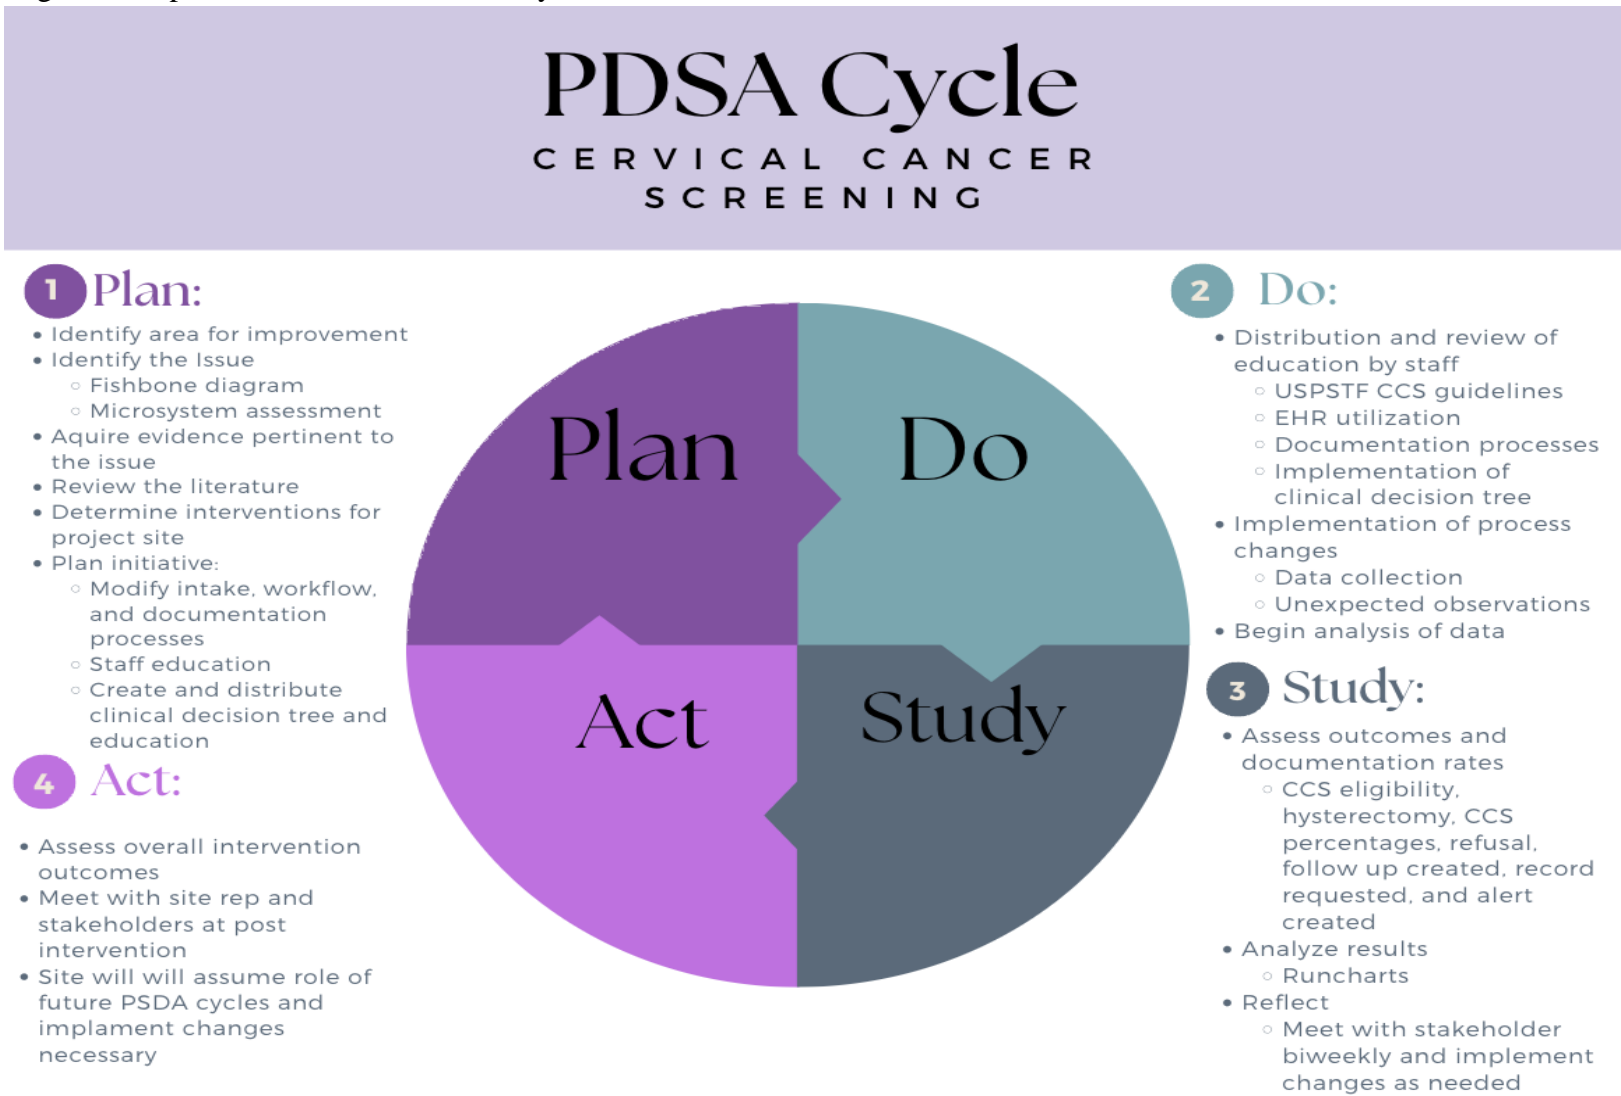 PDSA Cycle
CERVICAL CANCER
SCREENING
1 Plan:
• Identify area for improvement
• Identify the Issue
◦ Fishbone diagram
◦ Microsystem assessment
• Aquire evidence pertinent to
the issue
• Review the literature
• Determine interventions for
project site
• Plan initiative:
◦ Modify intake, workflow,
and documentation
processes
◦ Staff education
◦ Create and distribute
clinical decision tree and
education
2 Do:
• Distribution and review of
education by staff
◦ USPSTF CCS guidelines
◦ EHR utilization
◦ Documentation processes
◦ Implementation of
clinical decision tree
• Implementation of process
changes
◦ Data collection
◦ Unexpected observations
• Begin analysis of data
3 Study:
• Assess outcomes and
documentation rates
◦ CCS eligibility,
hysterectomy, CCS
percentages, refusal,
follow up created, record
requested, and alert
created
• Analyze results
◦ Runcharts
• Reflect
◦ Meet with stakeholder
biweekly and implement
changes as needed
4 Act:
• Assess overall intervention
outcomes
• Meet with site rep and
stakeholders at post
intervention
• Site will will assume role of
future PSDA cycles and
implament changes
necessary
Plan
Do
Act
Study